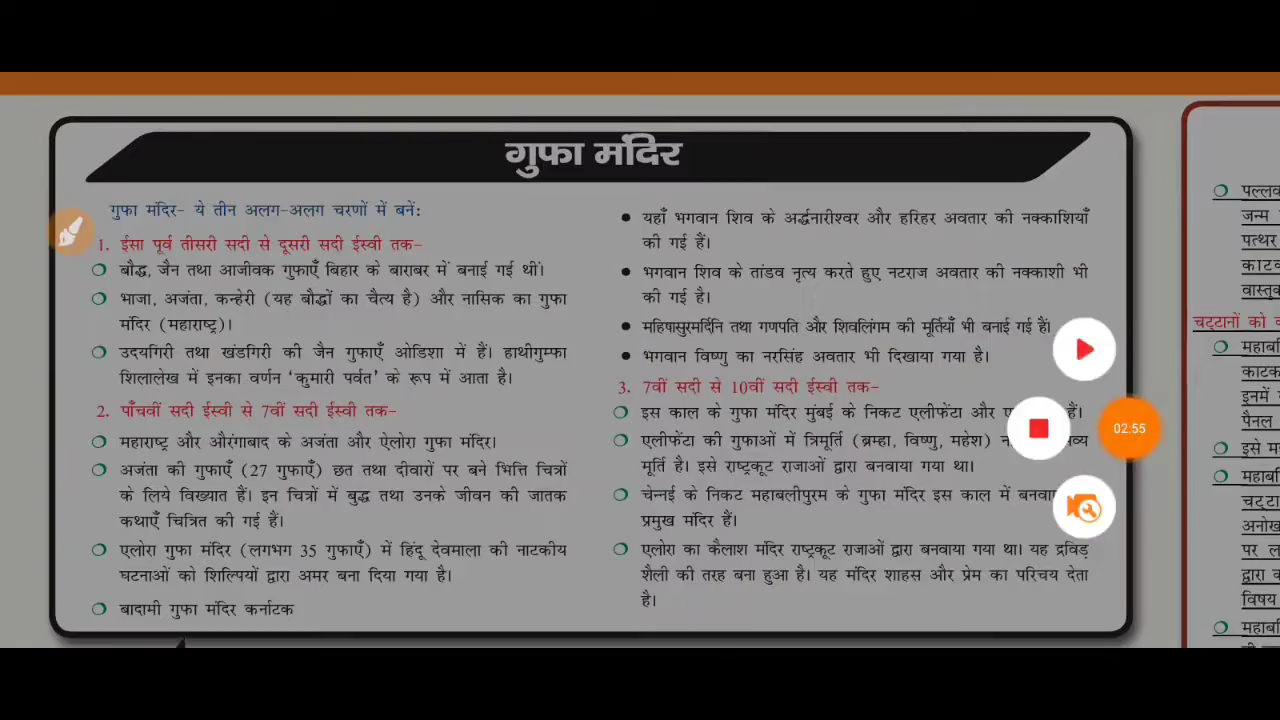 गुफा मंदिर
गुफा मंदिर- ये तीन अलग-अलग चरणों में बनें:
1. ईसा पूर्व तीसरी सदी से दूसरी सदी ईस्वी तक-
बौद्ध, जैन तथा आजीवक गुफाएँ बिहार के बाराबर में बनाई गई थीं।
भाजा, अजंता, कन्हेरी (यह बौद्धों का चैत्य है) और नासिक का गुफा
मंदिर (महाराष्ट्र)।
उदयगिरी तथा खंडगिरी की जैन गुफाएँ ओडिशा में हैं। हाथीगुम्फा
शिलालेख में इनका वर्णन ‘कुमारी पर्वत’ के रूप में आता है।
2. पाँचवीं सदी ईस्वी से 7वीं सदी ईस्वी तक-
महाराष्ट्र और औरंगाबाद के अजंता और ऐलोरा गुफा मंदिर।
अजंता की गुफाएँ (27 गुफाएँ) छत तथा दीवारों पर बने भित्ति चित्रों
के लिये विख्यात हैं। इन चित्रों में बुद्ध तथा उनके जीवन की जातक
कथाएँ चित्रित की गई हैं।
एलोरा गुफा मंदिर (लगभग 35 गुफाएँ) में हिंदू देवमाला की नाटकीय
घटनाओं को शिल्पियों द्वारा अमर बना दिया गया है।
बादामी गुफा मंदिर कर्नाटक
यहाँ भगवान शिव के अर्द्धनारीश्वर और हरिहर अवतार की नक्काशियाँ
की गई हैं।
भगवान शिव के तांडव नृत्य करते हुए नटराज अवतार की नक्काशी भी
की गई है।
महिषासुरमर्दिनि तथा गणपति और शिवलिंगम की मूर्तियाँ भी बनाई गई हैं।
भगवान विष्णु का नरसिंह अवतार भी दिखाया गया है।
3. 7वीं सदी से 10वीं सदी ईस्वी तक-
इस काल के गुफा मंदिर मुंबई के निकट एलीफेंटा और हैं।
एलीफेंटा की गुफाओं में त्रिमूर्ति (ब्रम्हा, विष्णु, महेश)
मूर्ति है। इसे राष्ट्रकूट राजाओं द्वारा बनवाया गया था।
चेन्नई के निकट महाबलीपुरम के गुफा मंदिर इस काल में
प्रमुख मंदिर हैं।
एलोरा का कैलाश मंदिर राष्ट्रकूट राजाओं द्वारा बनवाया गया था। यह द्रविड़
शैली की तरह बना हुआ है। यह मंदिर शाहस और प्रेम का परिचय देता
है।
02:55
जन्म
चट्टानों को
इसे
पर
विषय